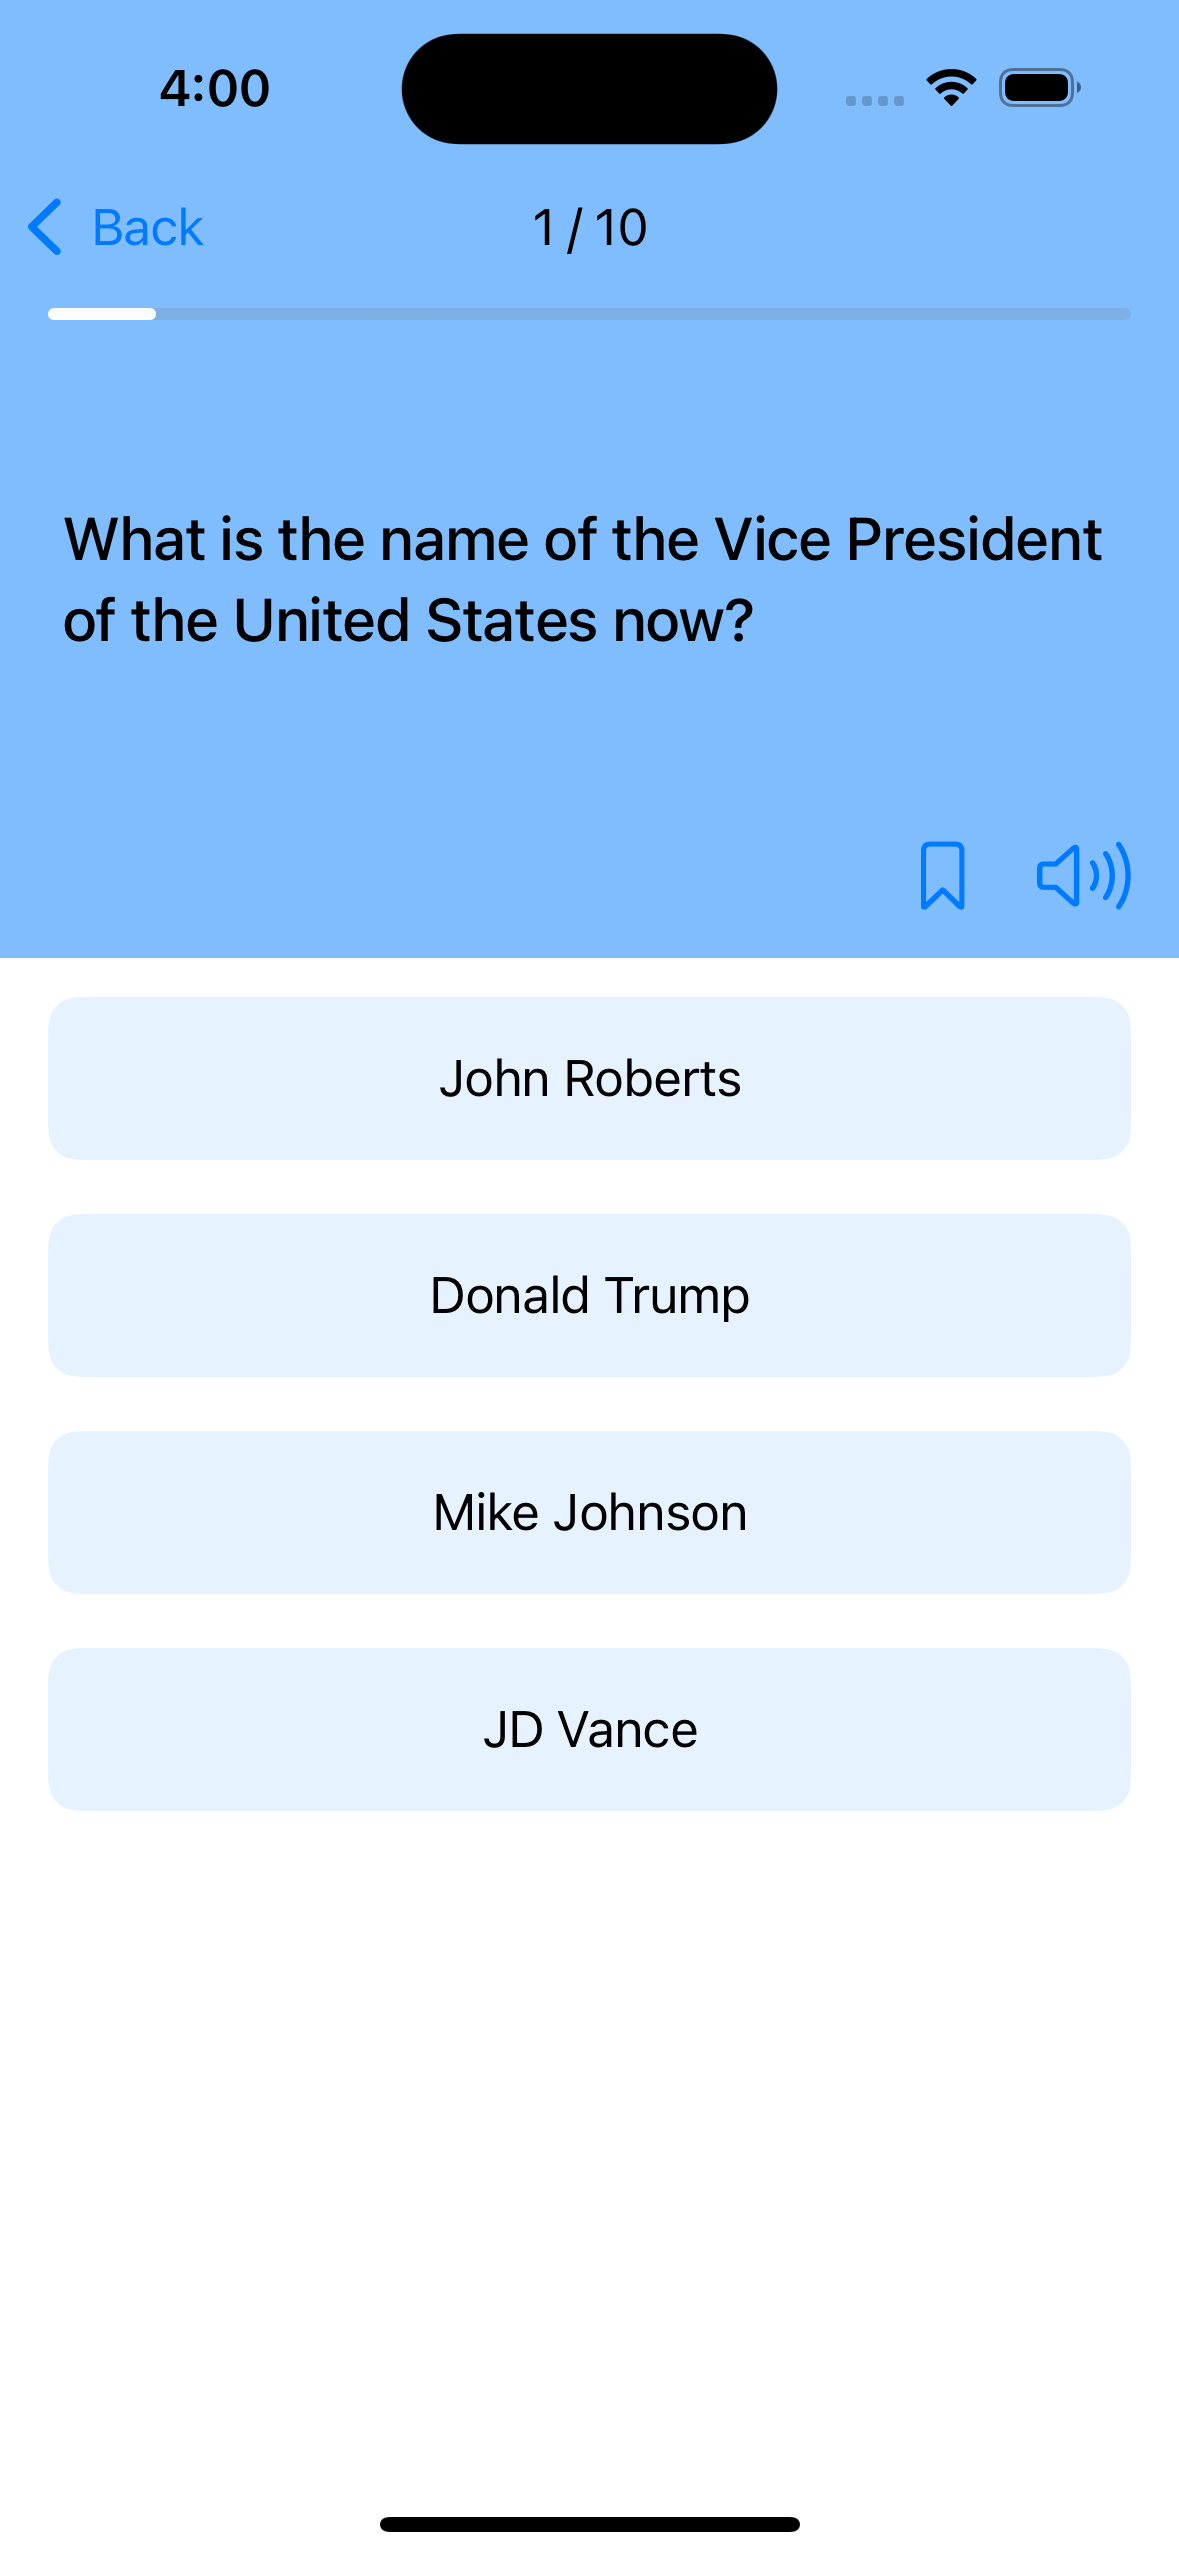 4:00
Back
1 / 10
What is the name of the Vice President
of the United States now?
John Roberts
Donald Trump
Mike Johnson
JD Vance